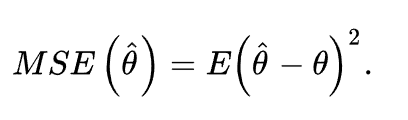 MSE(θ̂) = E(θ̂ − θ)².